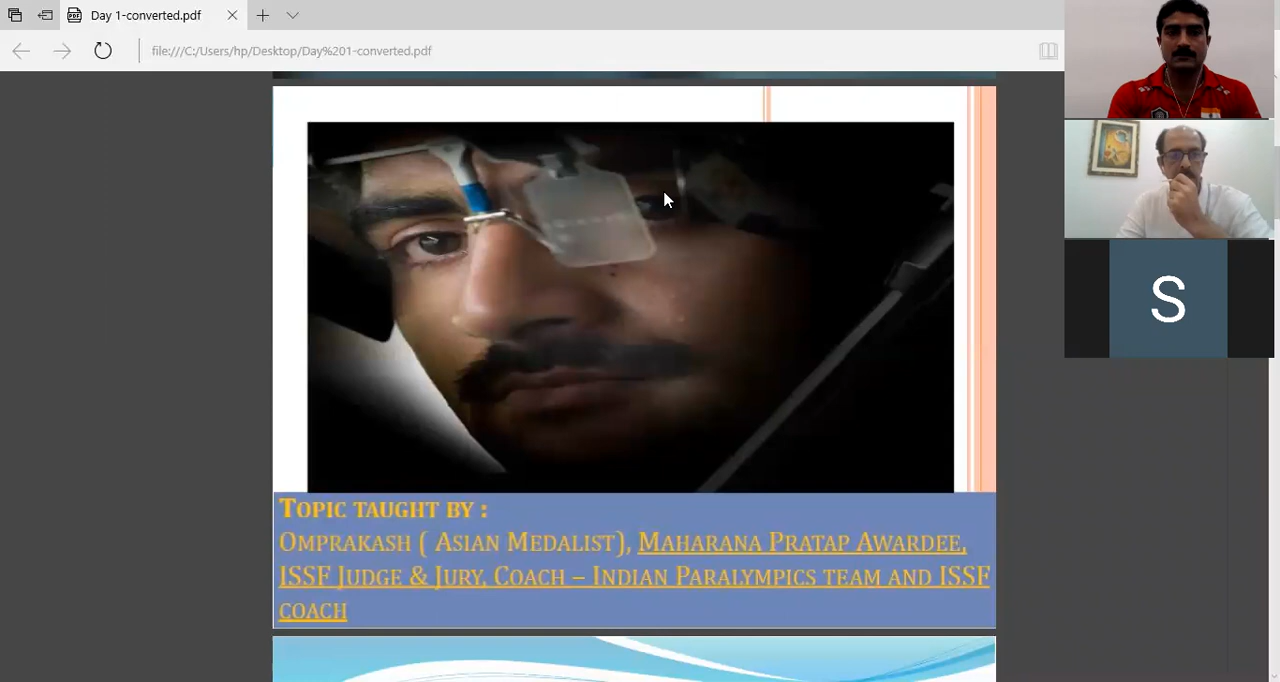 Day 1-converted.pdf
file:///C:/Users/hp/Desktop/Day%201-converted.pdf
S
TOPIC TAUGHT BY :
OMPRAKASH ( ASIAN MEDALIST), MAHARANA PRATAP AWARDEE,
ISSF JUDGE & JURY, COACH – INDIAN PARALYMPICS TEAM AND ISSF
COACH